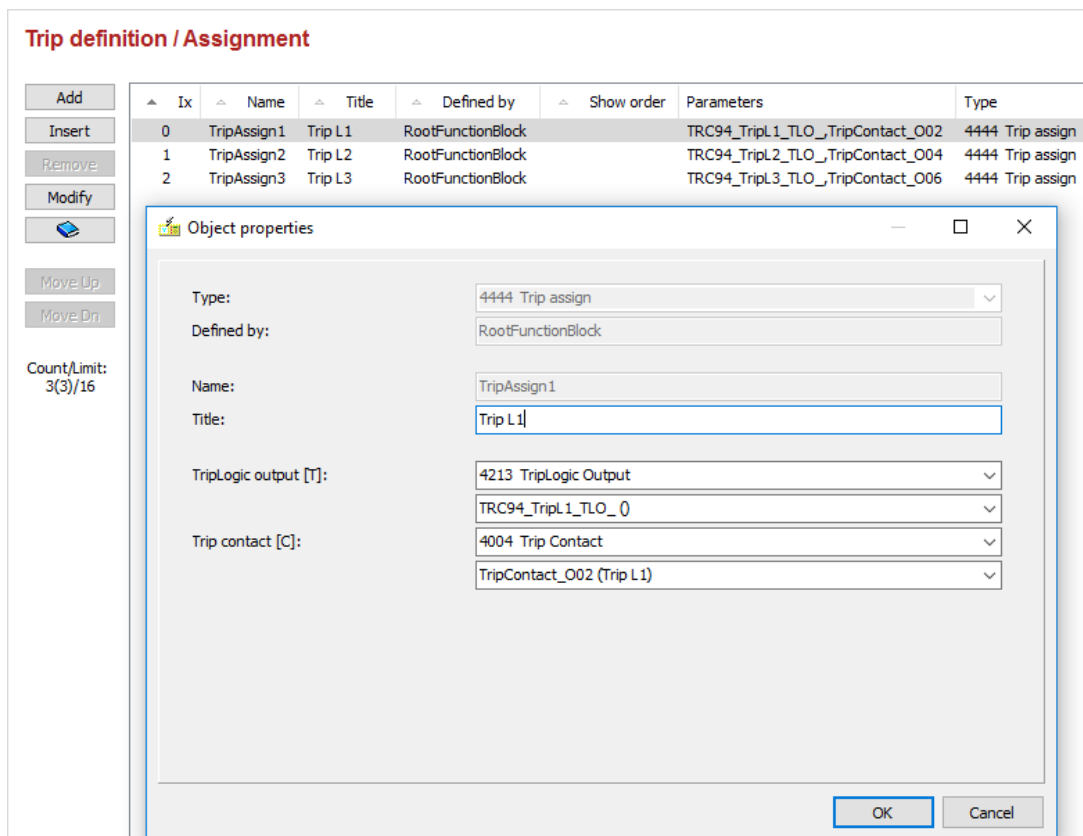 Trip definition / Assignment
Add
Insert
Remove
Modify
Move Up
Move Dn
Count/Limit:
3(3)/16
Ix Name Title Defined by Show order Parameters Type
0 TripAssign1 Trip L1 RootFunctionBlock TRC94_TripL1_TLO_,TripContact_O02 4444 Trip assign
1 TripAssign2 Trip L2 RootFunctionBlock TRC94_TripL2_TLO_,TripContact_O04 4444 Trip assign
2 TripAssign3 Trip L3 RootFunctionBlock TRC94_TripL3_TLO_,TripContact_O06 4444 Trip assign
Object properties
Type: 4444 Trip assign
Defined by: RootFunctionBlock
Name: TripAssign1
Title: Trip L1
TripLogic output [T]: 4213 TripLogic Output
TRC94_TripL1_TLO_ ()
Trip contact [C]: 4004 Trip Contact
TripContact_O02 (Trip L1)
OK Cancel